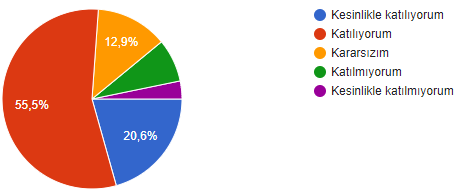 12,9%
55,5%
20,6%
Kesinlikle katılıyorum
Katılıyorum
Kararsızım
Katılmıyorum
Kesinlikle katılmıyorum